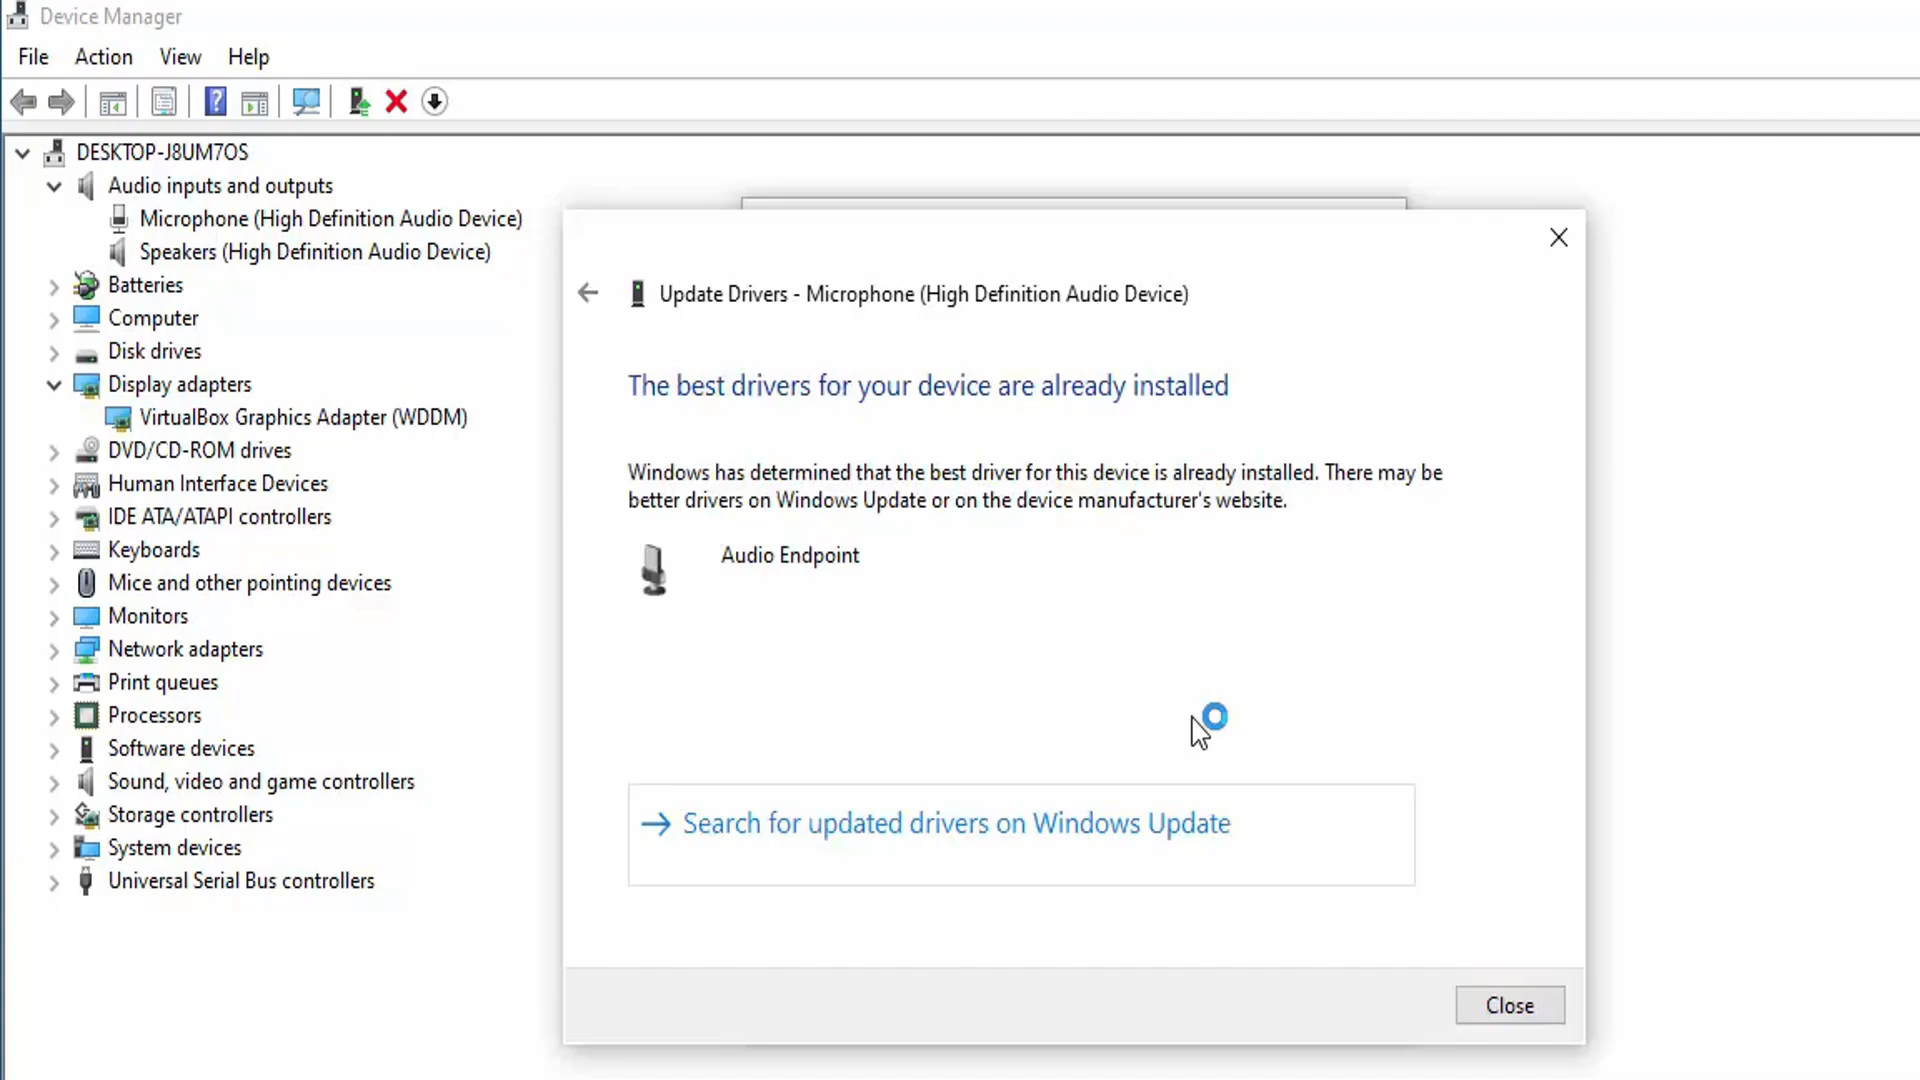 Device Manager
File Action View Help
DESKTOP-J8UM7OS
Audio inputs and outputs
Microphone (High Definition Audio Device)
Speakers (High Definition Audio Device)
Batteries
Computer
Disk drives
Display adapters
VirtualBox Graphics Adapter (WDDM)
DVD/CD-ROM drives
Human Interface Devices
IDE ATA/ATAPI controllers
Keyboards
Mice and other pointing devices
Monitors
Network adapters
Print queues
Processors
Software devices
Sound, video and game controllers
Storage controllers
System devices
Universal Serial Bus controllers
Update Drivers - Microphone (High Definition Audio Device)
The best drivers for your device are already installed
Windows has determined that the best driver for this device is already installed. There may be
better drivers on Windows Update or on the device manufacturer's website.
Audio Endpoint
Search for updated drivers on Windows Update
Close